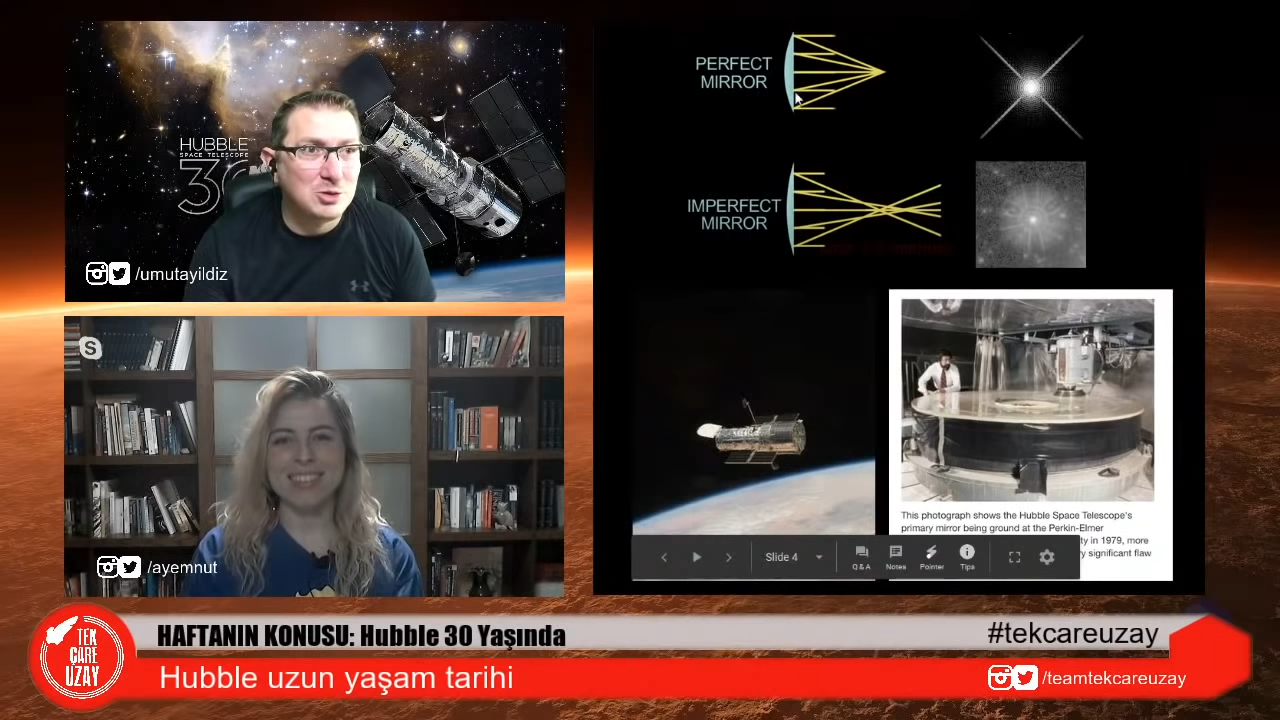 HUBBLE
SPACE TELESCOPE
30
/umutayildiz
S
/ayemnut
PERFECT
MIRROR
IMPERFECT
MIRROR
This photograph shows the Hubble Space Telescope's
primary mirror being ground at the Perkin-Elmer
ty in 1979, more
y significant flaw
Slide 4
Q & A
Notes
Pointer
Tips
TEK
ÇARE
UZAY
HAFTANIN KONUSU: Hubble 30 Yaşında
#tekcareuzay
Hubble uzun yaşam tarihi
/teamtekcareuzay